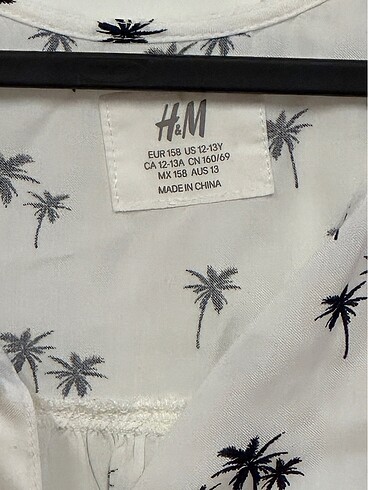 H&M
EUR 158 US 12-13Y
CA 12-13A CN 160/69
MX 158 AUS 13
MADE IN CHINA